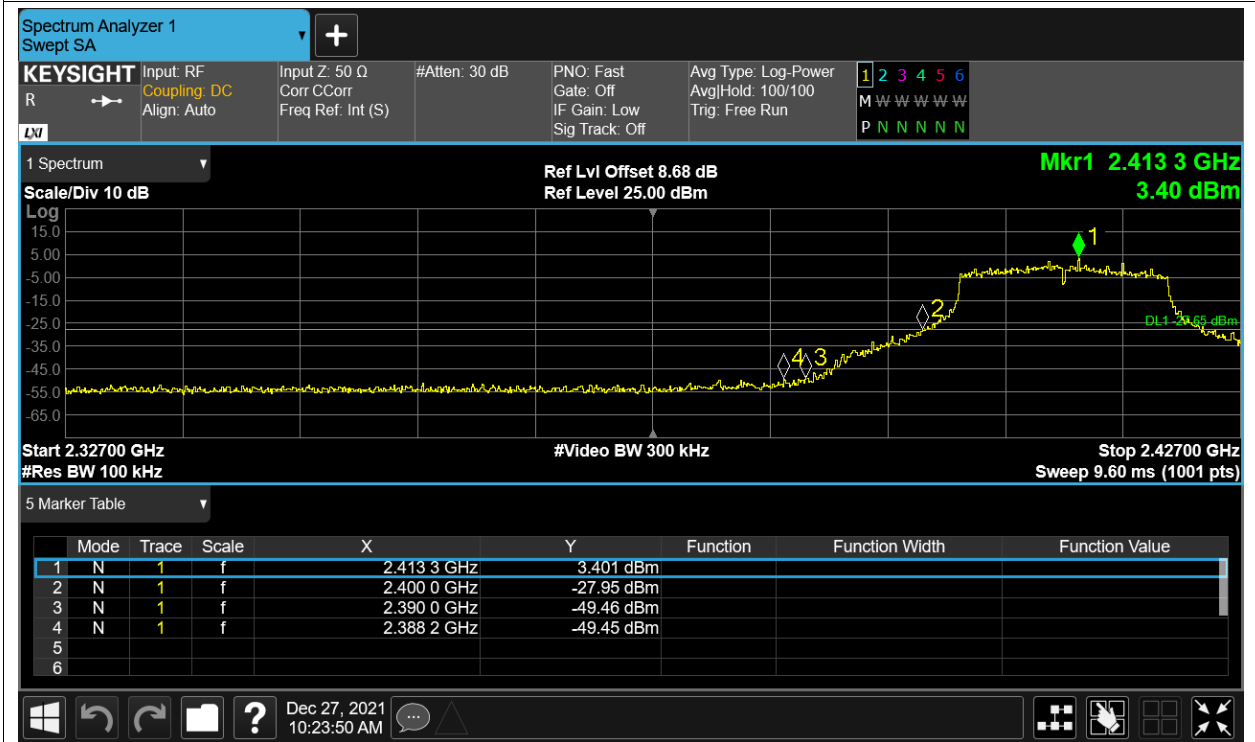 Spectrum Analyzer 1
Swept SA
+
KEYSIGHT
R
LXI
Input: RF
Coupling: DC
Align: Auto
Input Z: 50 Ω
Corr CCorr
Freq Ref: Int (S)
#Atten: 30 dB
PNO: Fast
Gate: Off
IF Gain: Low
Sig Track: Off
Avg Type: Log-Power
Avg|Hold: 100/100
Trig: Free Run
1 2 3 4 5 6
M W W W W W
P N N N N N
1 Spectrum
Scale/Div 10 dB
Ref Lvl Offset 8.68 dB
Ref Level 25.00 dBm
Mkr1 2.413 3 GHz
3.40 dBm
Log
15.0
5.00
-5.00
-15.0
-25.0
-35.0
-45.0
-55.0
-65.0
1
2
4 3
DL1 dBm
Start 2.32700 GHz
#Video BW 300 kHz
Stop 2.42700 GHz
#Res BW 100 kHz
Sweep 9.60 ms (1001 pts)
5 Marker Table
Mode Trace Scale X Y Function Function Width Function Value
1 N 1 f 2.413 3 GHz 3.401 dBm
2 N 1 f 2.400 0 GHz -27.95 dBm
3 N 1 f 2.390 0 GHz -49.46 dBm
4 N 1 f 2.388 2 GHz -49.45 dBm
5
6
?
Dec 27, 2021
10:23:50 AM